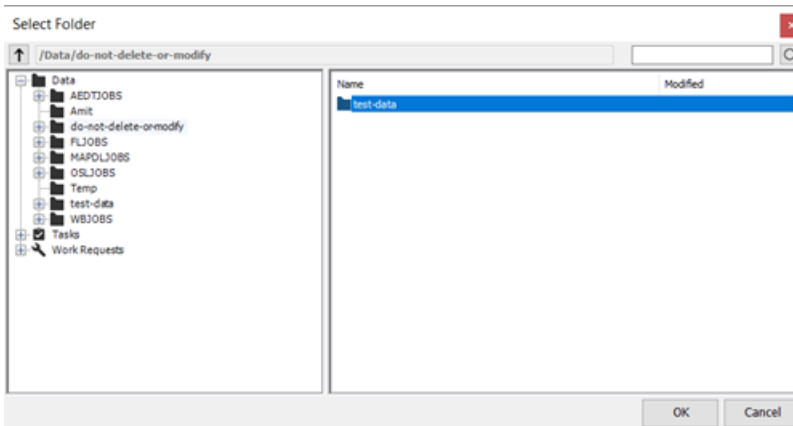 Select Folder
/Data/do-not-delete-or-modify
Data
AEDTJOBS
Amit
do-not-delete-or-modify
FLJOBS
MAPDLJOBS
OSLJOBS
Temp
test-data
WBJOBS
Tasks
Work Requests
Name Modified
test-data
OK Cancel